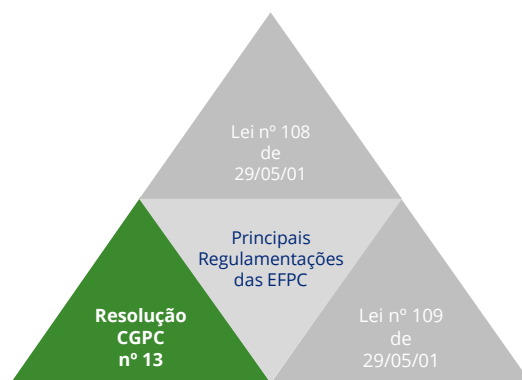 Lei nº 108
de
29/05/01
Principais
Regulamentações
das EFPC
Resolução
CGPC
nº 13
Lei nº 109
de
29/05/01